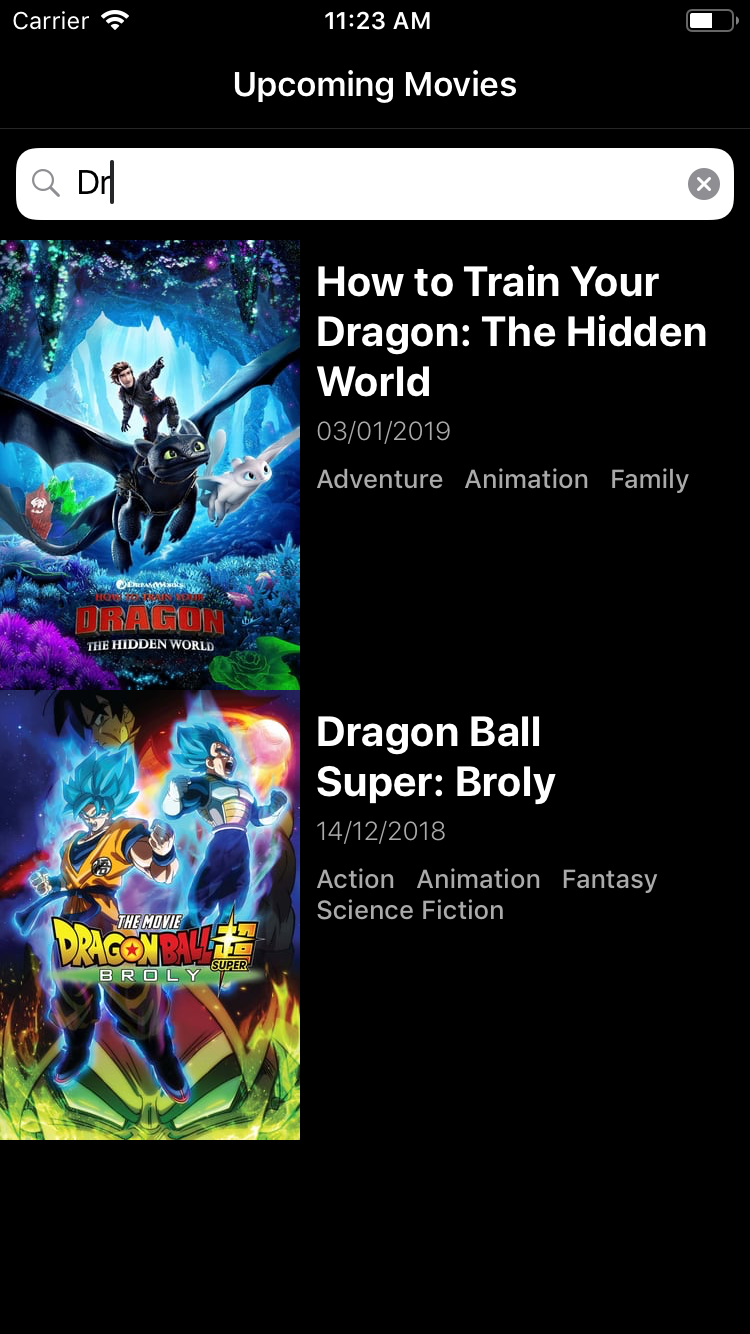 Carrier 11:23 AM
Upcoming Movies
Dr
How to Train Your
Dragon: The Hidden
World
03/01/2019
Adventure Animation Family
DREAMWORKS
HOW TO TRAIN YOUR
DRAGON
THE HIDDEN WORLD
Dragon Ball
Super: Broly
14/12/2018
Action Animation Fantasy
Science Fiction
THE MOVIE
DRAGON BALL 超
SUPER
BROLY